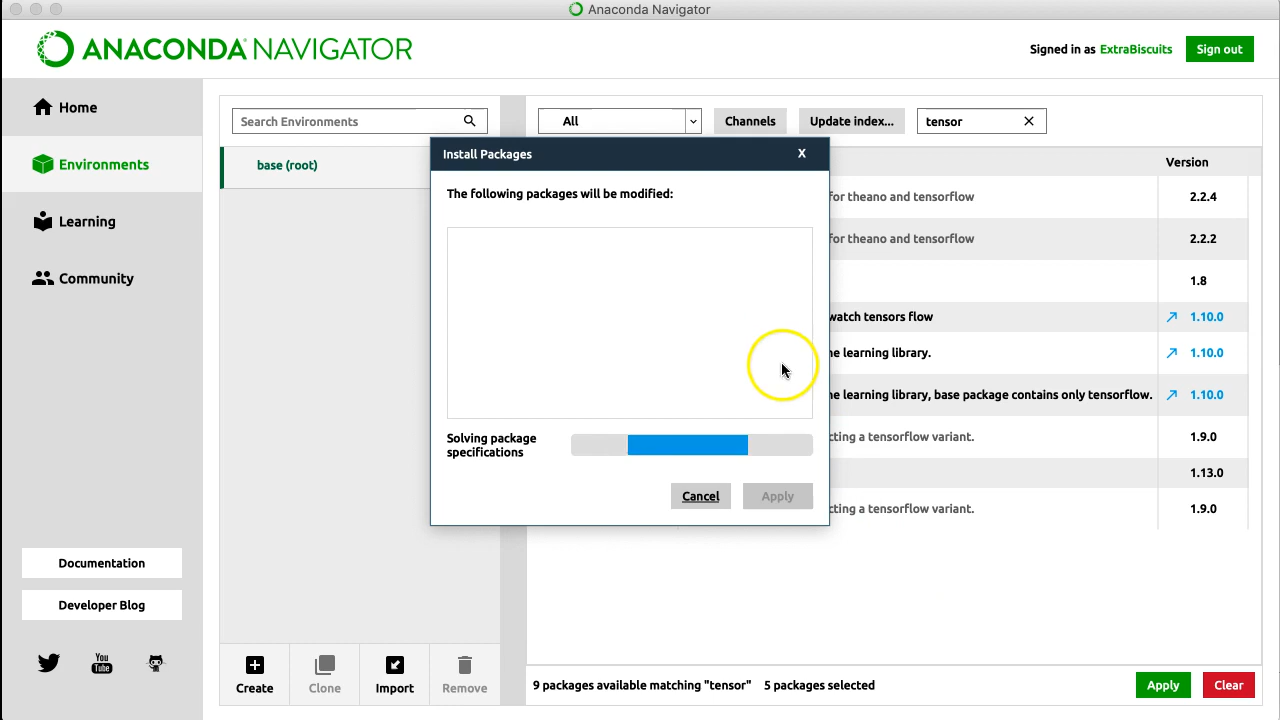 Anaconda Navigator
ANACONDA NAVIGATOR
Signed in as ExtraBiscuits
Sign out
Home
Environments
Learning
Community
Documentation
Developer Blog
You
Tube
Search Environments
base (root)
Create
Clone
Import
Remove
All
Channels
Update index...
tensor
Version
for theano and tensorflow
2.2.4
for theano and tensorflow
2.2.2
1.8
watch tensors flow
1.10.0
ne learning library.
1.10.0
ne learning library, base package contains only tensorflow.
1.10.0
cting a tensorflow variant.
1.9.0
1.13.0
cting a tensorflow variant.
1.9.0
Install Packages
X
The following packages will be modified:
Solving package
specifications
Cancel
Apply
9 packages available matching "tensor"
5 packages selected
Apply
Clear